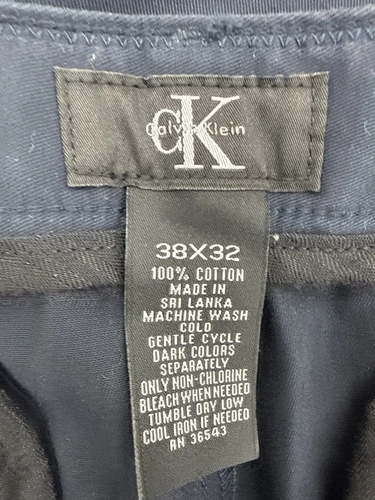 cK
Calvin Klein
38X32
100% COTTON
MADE IN
SRI LANKA
MACHINE WASH
COLD
GENTLE CYCLE
DARK COLORS
SEPARATELY
ONLY NON-CHLORINE
BLEACH WHEN NEEDED
TUMBLE DRY LOW
COOL IRON IF NEEDED
RN 36543